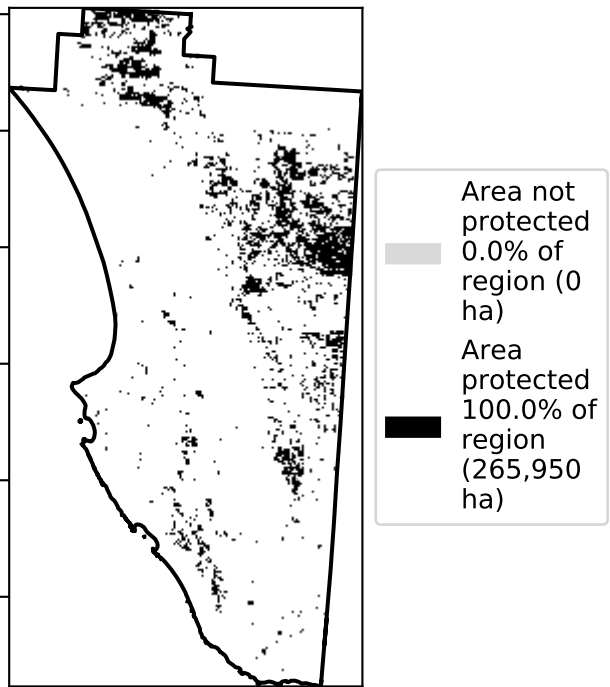 Area not
protected
0.0% of
region (0
ha)
Area
protected
100.0% of
region
(265,950
ha)